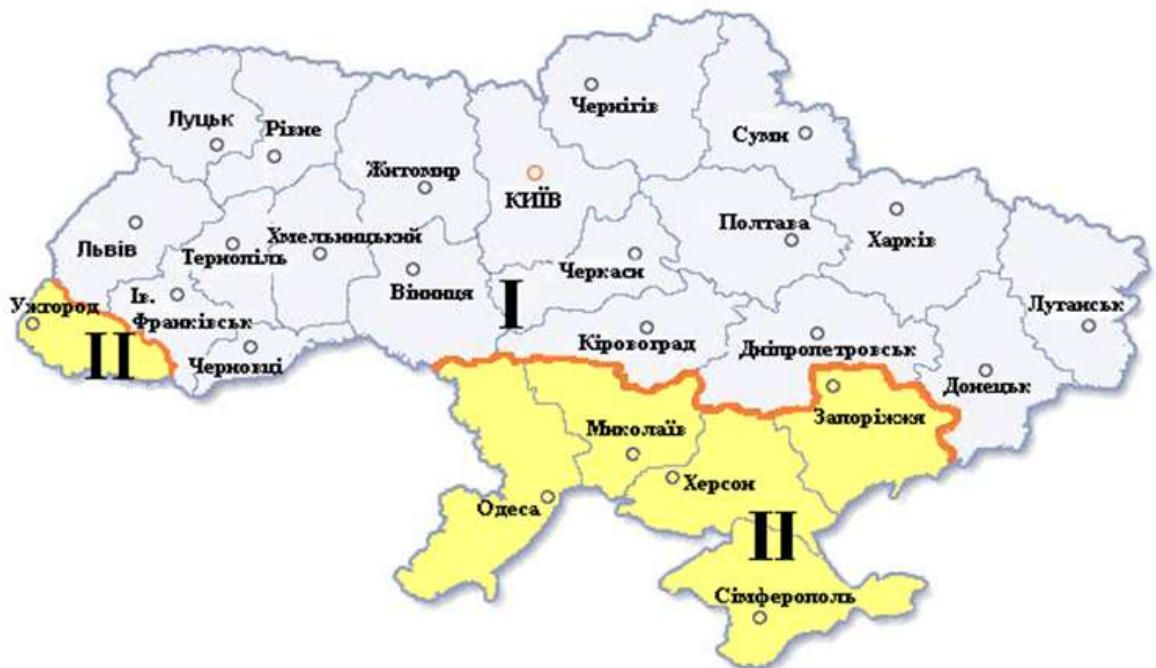 Чернігів
Луцьк
Рівне
Суми
Житомир
КИЇВ
Полтава
Харків
Львів
Тернопіль
Хмельницький
Черкаси
Вінниця
Ужгород
Ів.
Франківськ
I
Луганськ
II
Черновці
Кіровоград
Дніпропетровськ
Донецьк
Запоріжжя
Миколаїв
Херсон
Одеса
II
Сімферополь